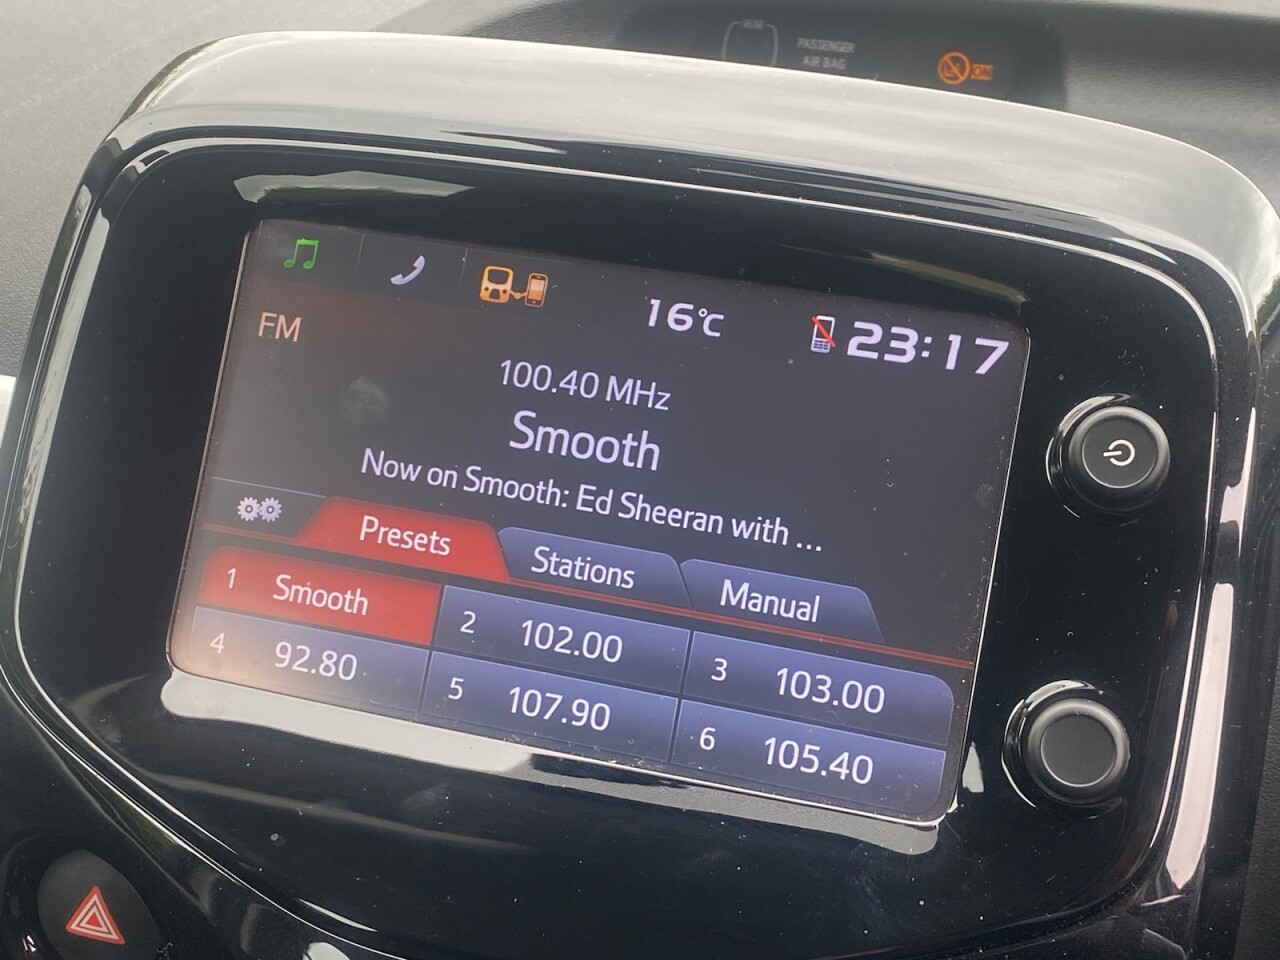 REAR
PASSENGER
AIR BAG
ON
16°C
23:17
FM
100.40 MHz
Smooth
Now on Smooth: Ed Sheeran with ...
Presets
Stations
Manual
1 Smooth
2 102.00
3 103.00
4 92.80
5 107.90
6 105.40